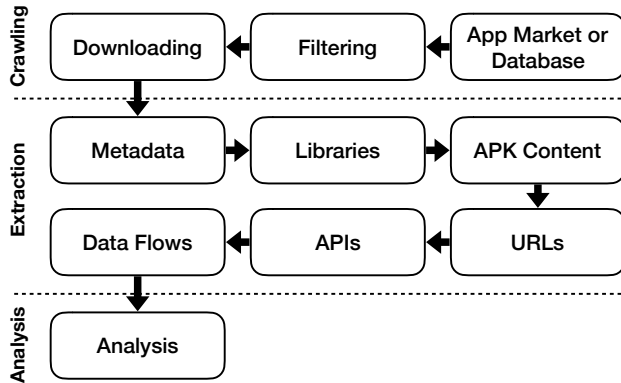 Crawling
Downloading
Filtering
App Market or
Database
Extraction
Metadata
Libraries
APK Content
Data Flows
APIs
URLs
Analysis
Analysis